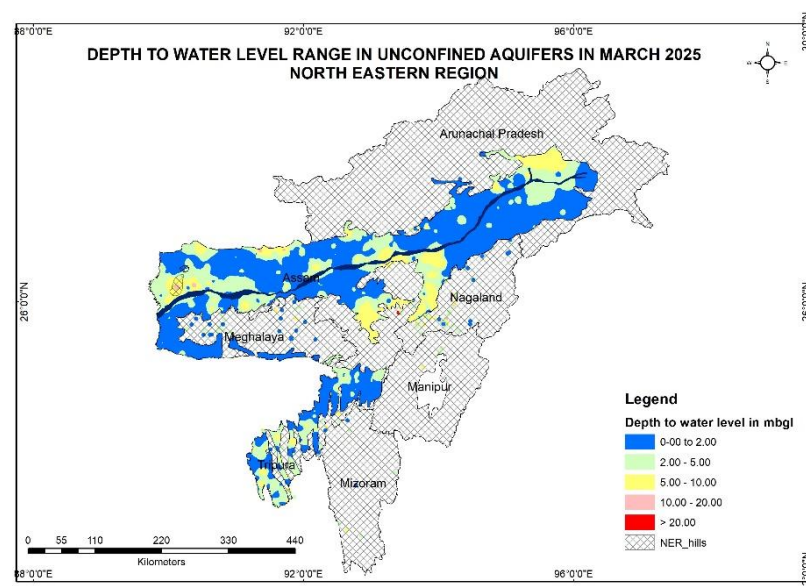 88°0'0"E
92°0'0"E
96°0'0"E
DEPTH TO WATER LEVEL RANGE IN UNCONFINED AQUIFERS IN MARCH 2025
NORTH EASTERN REGION
N
W
E
S
Arunachal Pradesh
Assam
Nagaland
Meghalaya
Manipur
Tripura
Mizoram
26°0'0"N
26°0'0"N
Legend
Depth to water level in mbgl
0-00 to 2.00
2.00 - 5.00
5.00 - 10.00
10.00 - 20.00
> 20.00
NER_hills
0 55 110 220 330 440
Kilometers
88°0'0"E
92°0'0"E
96°0'0"E